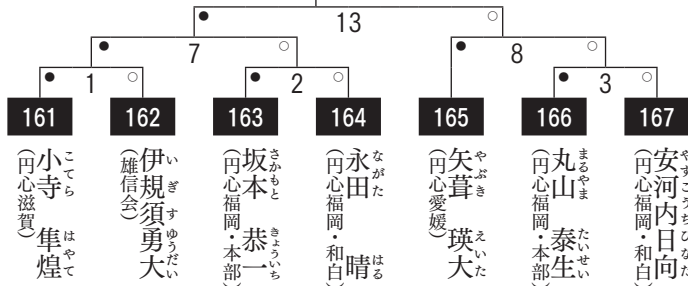 13
7
8
1
2
3
161
162
163
164
165
166
167
小寺 隼煌
こてら はやて
(円心滋賀)
伊規須勇大
いぎすゆうだい
(雄信会)
坂本 恭一
さかもと きょういち
(円心福岡・本部)
永田 晴
ながた はる
(円心福岡・和白)
矢葺 瑛大
やぶき えいた
(円心愛媛)
丸山 泰生
まるやま たいせい
(円心福岡・本部)
安河内日向
やすこうちひなた
(円心福岡・和白)